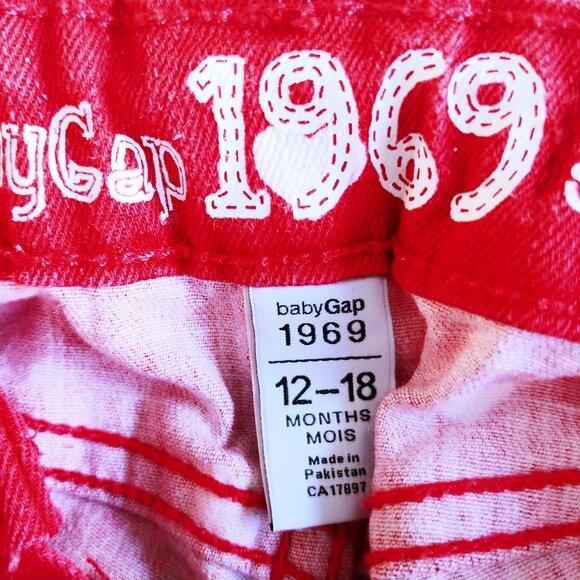 yGap 1969
babyGap
1969
12–18
MONTHS
MOIS
Made in
Pakistan
CA17897